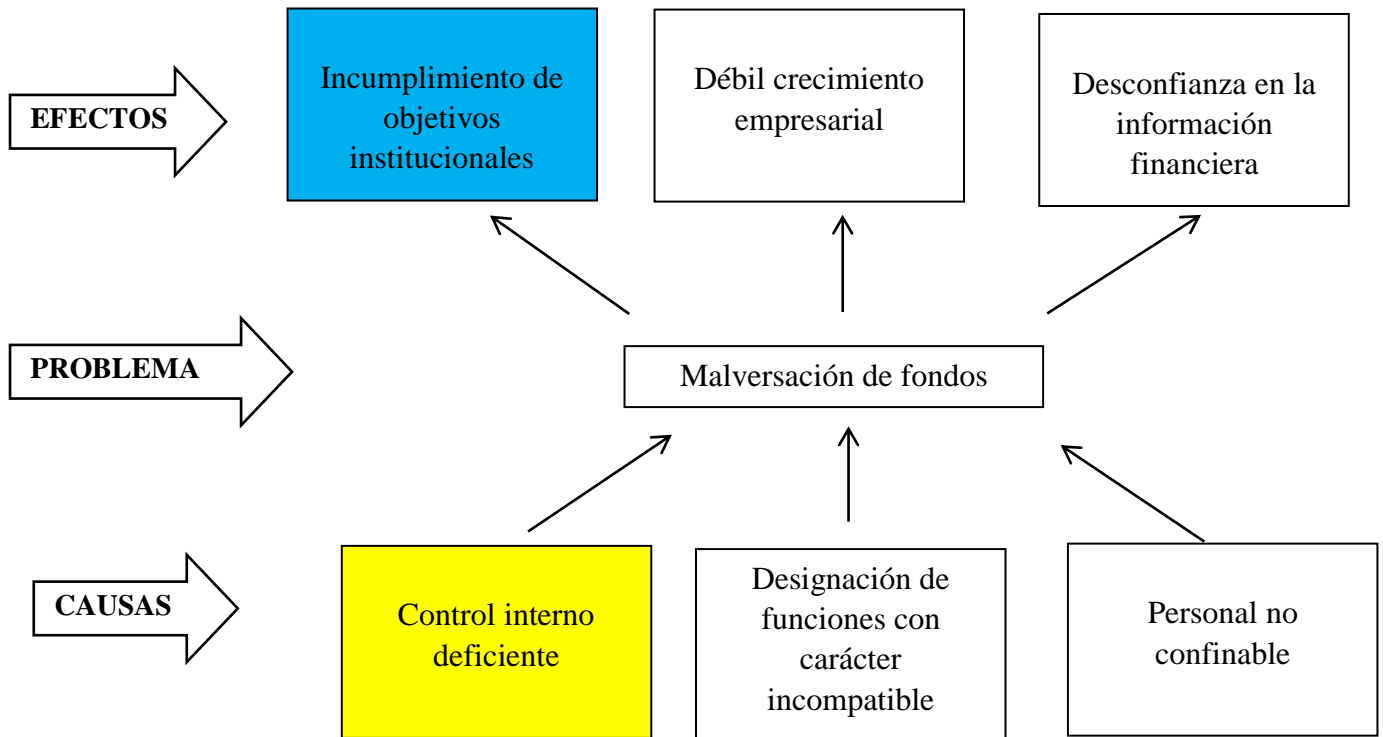 EFECTOS
Incumplimiento de
objetivos
institucionales
Débil crecimiento
empresarial
Desconfianza en la
información
financiera
PROBLEMA
Malversación de fondos
CAUSAS
Control interno
deficiente
Designación de
funciones con
carácter
incompatible
Personal no
confinable